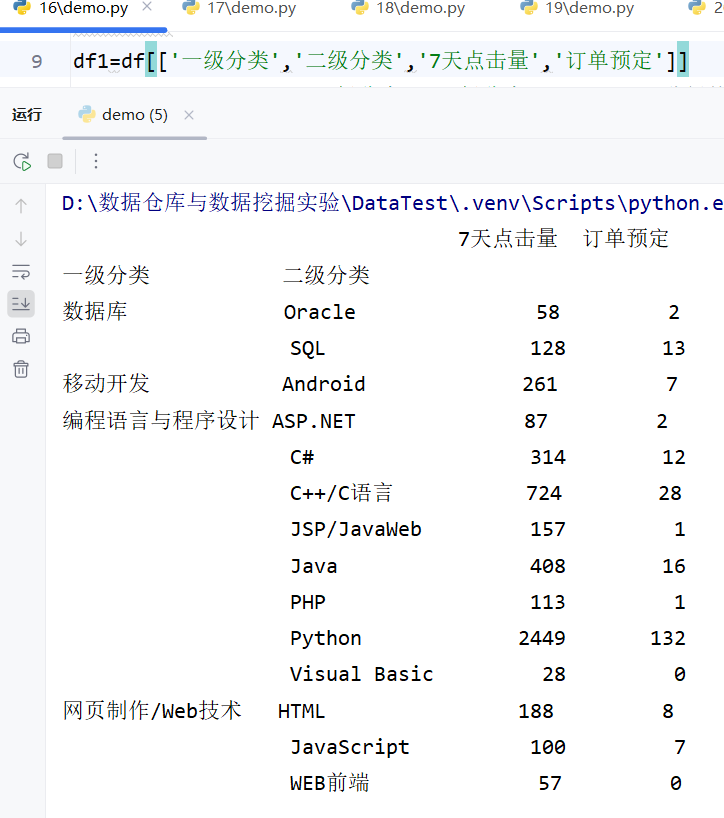 16\demo.py 17\demo.py 18\demo.py 19\demo.py
9 df1=df[['一级分类','二级分类','7天点击量','订单预定']]
运行 demo (5)
D:\数据仓库与数据挖掘实验\DataTest\.venv\Scripts\python.e
7天点击量 订单预定
一级分类 二级分类
数据库 Oracle 58 2
SQL 128 13
移动开发 Android 261 7
编程语言与程序设计 ASP.NET 87 2
C# 314 12
C++/C语言 724 28
JSP/JavaWeb 157 1
Java 408 16
PHP 113 1
Python 2449 132
Visual Basic 28 0
网页制作/Web技术 HTML 188 8
JavaScript 100 7
WEB前端 57 0